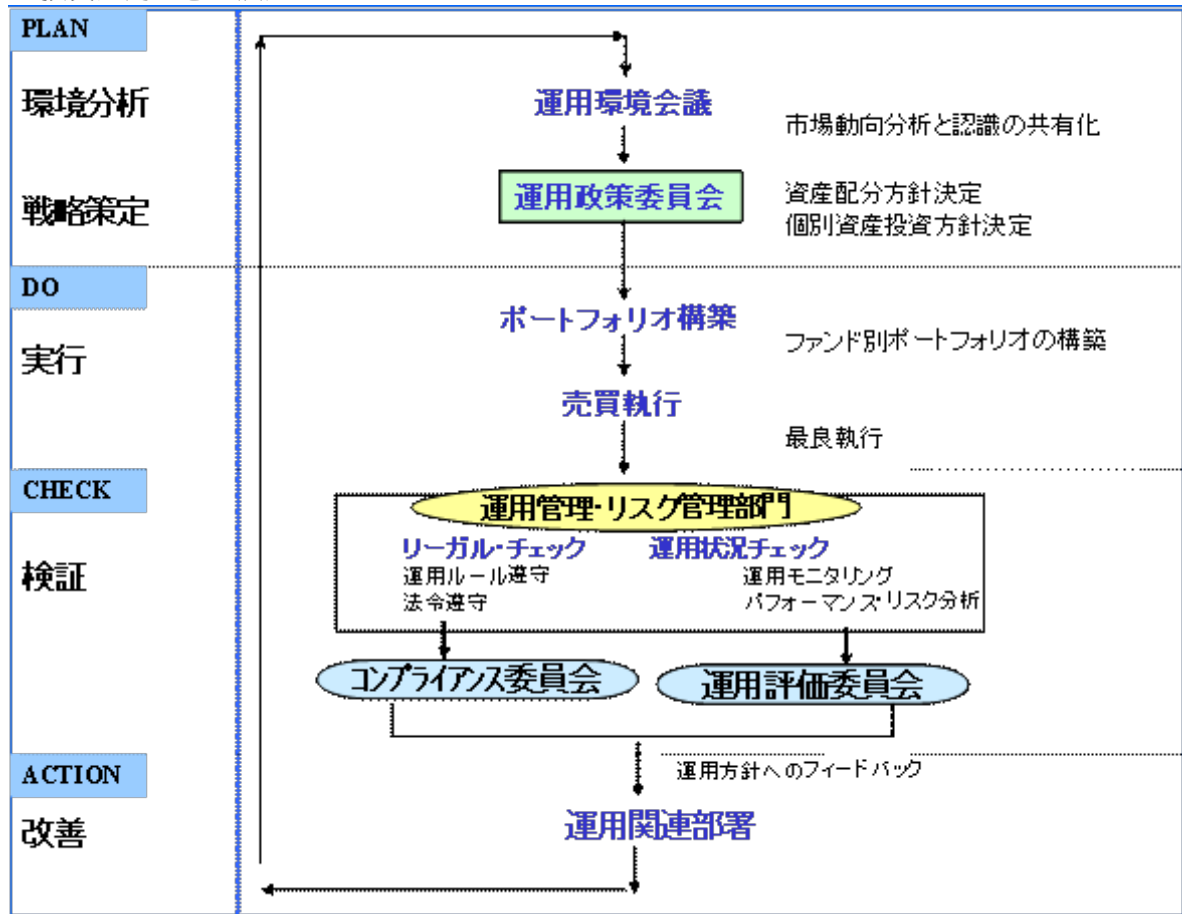 PLAN
環境分析
運用環境会議
市場動向分析と認識の共有化
戦略策定
運用政策委員会
資産配分方針決定
個別資産投資方針決定
DO
実行
ポートフォリオ構築
ファンド別ポートフォリオの構築
売買執行
最良執行
CHECK
検証
運用管理・リスク管理部門
リーガル・チェック
運用状況チェック
運用ルール遵守
運用モニタリング
法令遵守
パフォーマンス・リスク分析
コンプライアンス委員会
運用評価委員会
ACTION
運用方針へのフィードバック
改善
運用関連部署